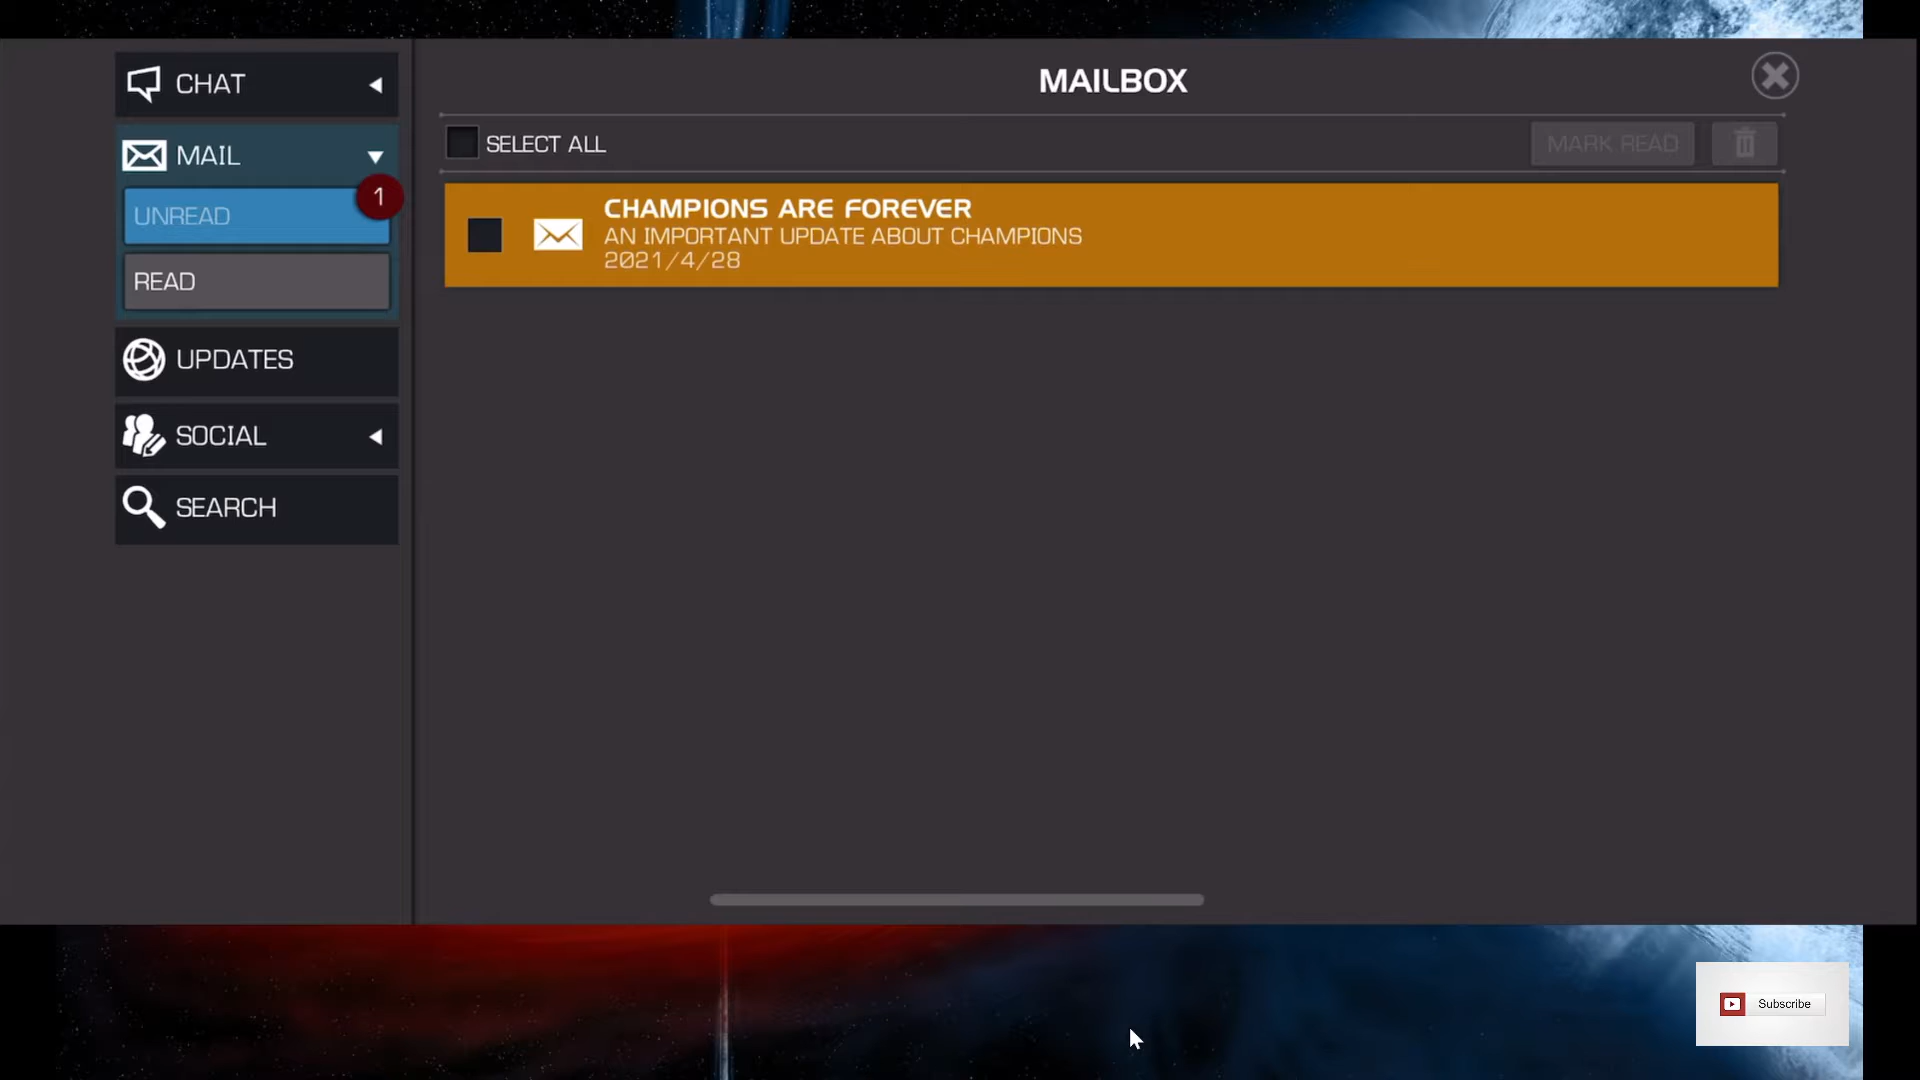 CHAT
MAIL
1
UNREAD
READ
UPDATES
SOCIAL
SEARCH
MAILBOX
SELECT ALL
MARK READ
CHAMPIONS ARE FOREVER
AN IMPORTANT UPDATE ABOUT CHAMPIONS
2021/4/28
Subscribe